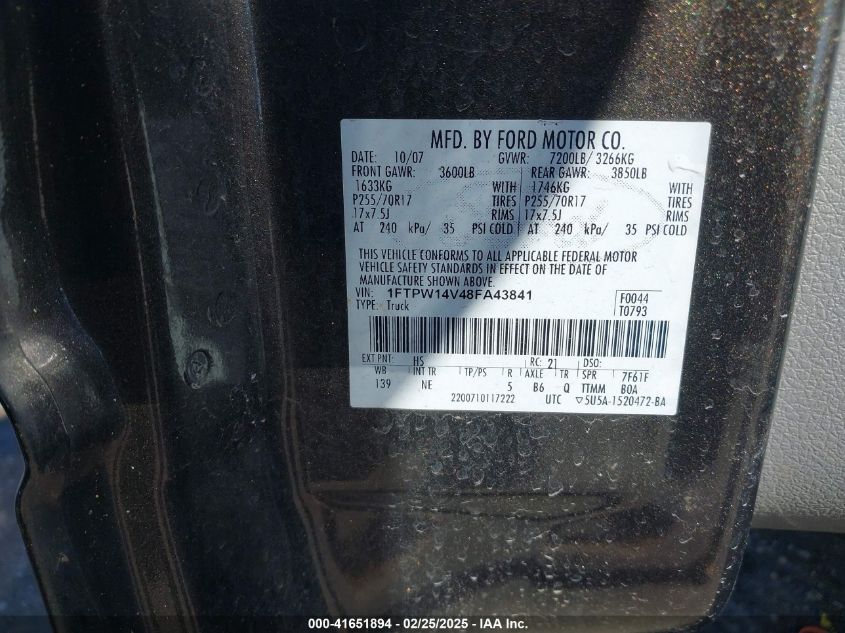 MFD. BY FORD MOTOR CO.
DATE: 10/07 GVWR: 7200LB/ 3266KG
FRONT GAWR: 3600LB REAR GAWR: 3850LB
1633KG WITH 1746KG WITH
P255/70R17 TIRES P255/70R17 TIRES
17x7.5J RIMS 17x7.5J RIMS
AT 240 kPa/ 35 PSI COLD AT 240 kPa/ 35 PSI COLD
THIS VEHICLE CONFORMS TO ALL APPLICABLE FEDERAL MOTOR
VEHICLE SAFETY STANDARDS IN EFFECT ON THE DATE OF
MANUFACTURE SHOWN ABOVE.
VIN: 1FTPW14V48FA43841 F0044
TYPE: Truck T0793
EXT PNT: HS RC: 21 DSO:
WB INT TR TP/PS R AXLE TR SPR 7F61F
139 NE 5 B6 Q TTMM BOA
2200710117222 UTC ▽5U5A-1520472-BA
000-41651894 - 02/25/2025 - IAA Inc.